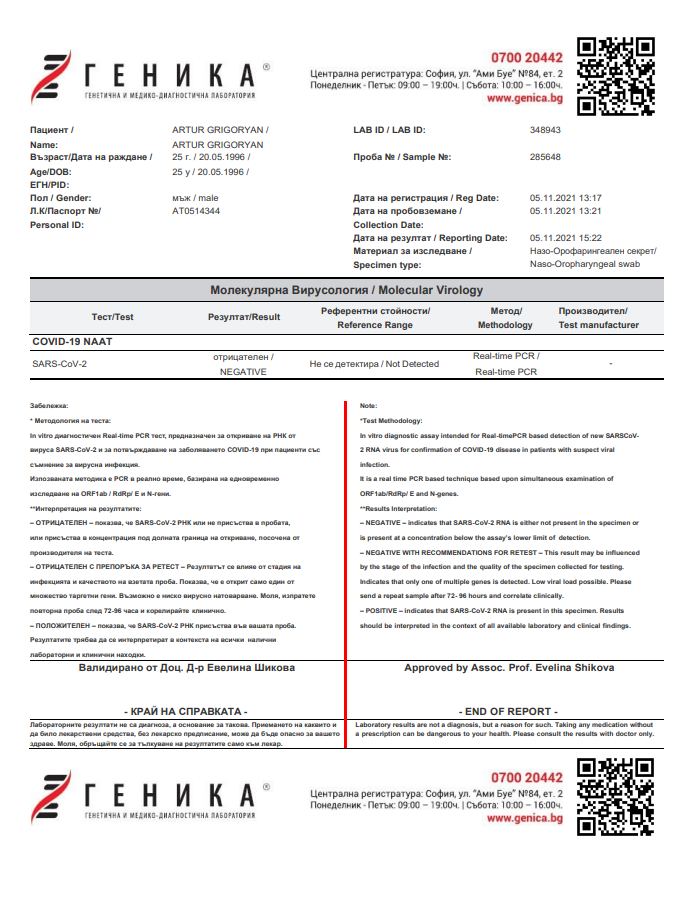 ГЕНИКА®
ГЕНЕТИЧНА И МЕДИКО-ДИАГНОСТИЧНА ЛАБОРАТОРИЯ
0700 20442
Централна регистратура: София, ул. "Ами Буе" №84, ет. 2
Понеделник - Петък: 09:00 – 19:00ч. | Събота: 10:00 – 16:00ч.
www.genica.bg
Пациент / ARTUR GRIGORYAN /
Name: ARTUR GRIGORYAN
Възраст/Дата на раждане / 25 г. / 20.05.1996 /
Age/DOB: 25 y / 20.05.1996 /
ЕГН/PID:
Пол / Gender: мъж / male
Л.К/Паспорт №/ AT0514344
Personal ID:
LAB ID / LAB ID: 348943
Проба № / Sample №: 285648
Дата на регистрация / Reg Date: 05.11.2021 13:17
Дата на пробовземане / 05.11.2021 13:21
Collection Date:
Дата на резултат / Reporting Date: 05.11.2021 15:22
Материал за изследване / Назо-Орофарингеален секрет/
Specimen type: Naso-Oropharyngeal swab
Молекулярна Вирусология / Molecular Virology
Тест/Test Резултат/Result Референтни стойности/ Reference Range Метод/ Methodology Производител/ Test manufacturer
COVID-19 NAAT
SARS-CoV-2 отрицателен / NEGATIVE Не се детектира / Not Detected Real-time PCR / Real-time PCR -
Забележка:
* Методология на теста:
In vitro диагностичен Real-time PCR тест, предназначен за откриване на РНК от
вируса SARS-CoV-2 и за потвърждаване на заболяването COVID-19 при пациенти със
съмнение за вирусна инфекция.
Изпозваната методика е PCR в реално време, базирана на едновременно
изследване на ORF1ab / RdRp/ E и N-гени.
**Интерпретация на резултатите:
– ОТРИЦАТЕЛЕН – показва, че SARS-CoV-2 РНК или не присъства в пробата,
или присъства в концентрация под долната граница на откриване, посочена от
производителя на теста.
– ОТРИЦАТЕЛЕН С ПРЕПОРЪКА ЗА РЕТЕСТ – Резултатът се влияе от стадия на
инфекцията и качеството на взетата проба. Показва, че е открит само един от
множество таргетни гени. Възможно е ниско вирусно натоварване. Моля, изпратете
повторна проба след 72-96 часа и корелирайте клинично.
– ПОЛОЖИТЕЛЕН – показва, че SARS-CoV-2 РНК присъства във вашата проба.
Резултатите трябва да се интерпретират в контекста на всички налични
лабораторни и клинични находки.
Note:
*Test Methodology:
In vitro diagnostic assay intended for Real-timePCR based detection of new SARSCoV-
2 RNA virus for confirmation of COVID-19 disease in patients with suspect viral
infection.
It is a real time PCR based technique based upon simultaneous examination of
ORF1ab/RdRp/ E and N-genes.
**Results Interpretation:
– NEGATIVE – indicates that SARS-CoV-2 RNA is either not present in the specimen or
is present at a concentration below the assay's lower limit of detection.
– NEGATIVE WITH RECOMMENDATIONS FOR RETEST – This result may be influenced
by the stage of the infection and the quality of the specimen collected for testing.
Indicates that only one of multiple genes is detected. Low viral load possible. Please
send a repeat sample after 72- 96 hours and correlate clinically.
– POSITIVE – indicates that SARS-CoV-2 RNA is present in this specimen. Results
should be interpreted in the context of all available laboratory and clinical findings.
Валидирано от Доц. Д-р Евелина Шикова
Approved by Assoc. Prof. Evelina Shikova
- КРАЙ НА СПРАВКАТА -
- END OF REPORT -
Лабораторните резултати не са диагноза, а основание за такова. Приемането на каквито и
да било лекарствени средства, без лекарско предписание, може да бъде опасно за вашето
здраве. Моля, обръщайте се за тълкуване на резултатите само към лекар.
Laboratory results are not a diagnosis, but a reason for such. Taking any medication without
a prescription can be dangerous to your health. Please consult the results with doctor only.
ГЕНИКА®
ГЕНЕТИЧНА И МЕДИКО-ДИАГНОСТИЧНА ЛАБОРАТОРИЯ
0700 20442
Централна регистратура: София, ул. "Ами Буе" №84, ет. 2
Понеделник - Петък: 09:00 – 19:00ч. | Събота: 10:00 – 16:00ч.
www.genica.bg